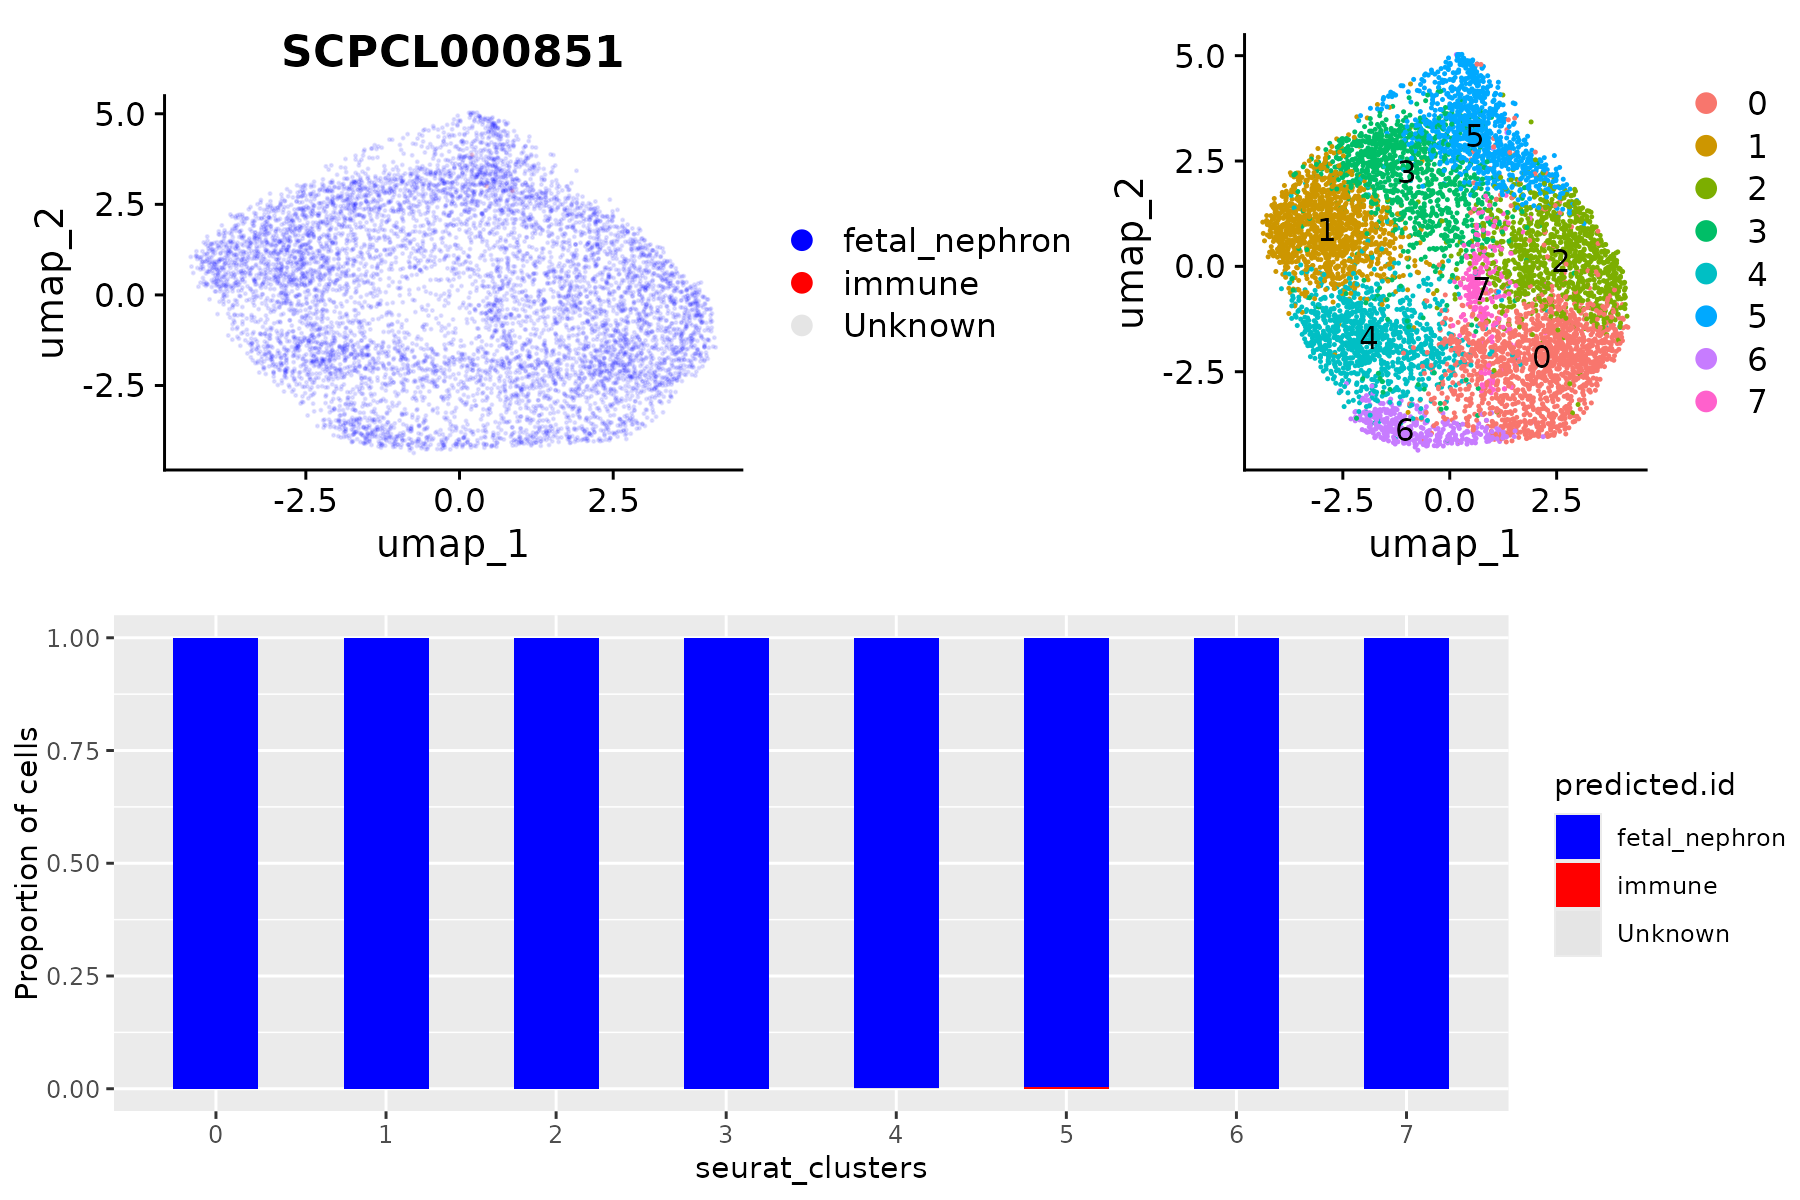 SCPCL000851
umap_2
5.0
2.5
0.0
-2.5
-2.5 0.0 2.5
umap_1
fetal_nephron
immune
Unknown
umap_2
5.0
2.5
0.0
-2.5
5
3
1
2
7
4
0
6
-2.5 0.0 2.5
umap_1
0
1
2
3
4
5
6
7
Proportion of cells
1.00
0.75
0.50
0.25
0.00
0 1 2 3 4 5 6 7
seurat_clusters
predicted.id
fetal_nephron
immune
Unknown